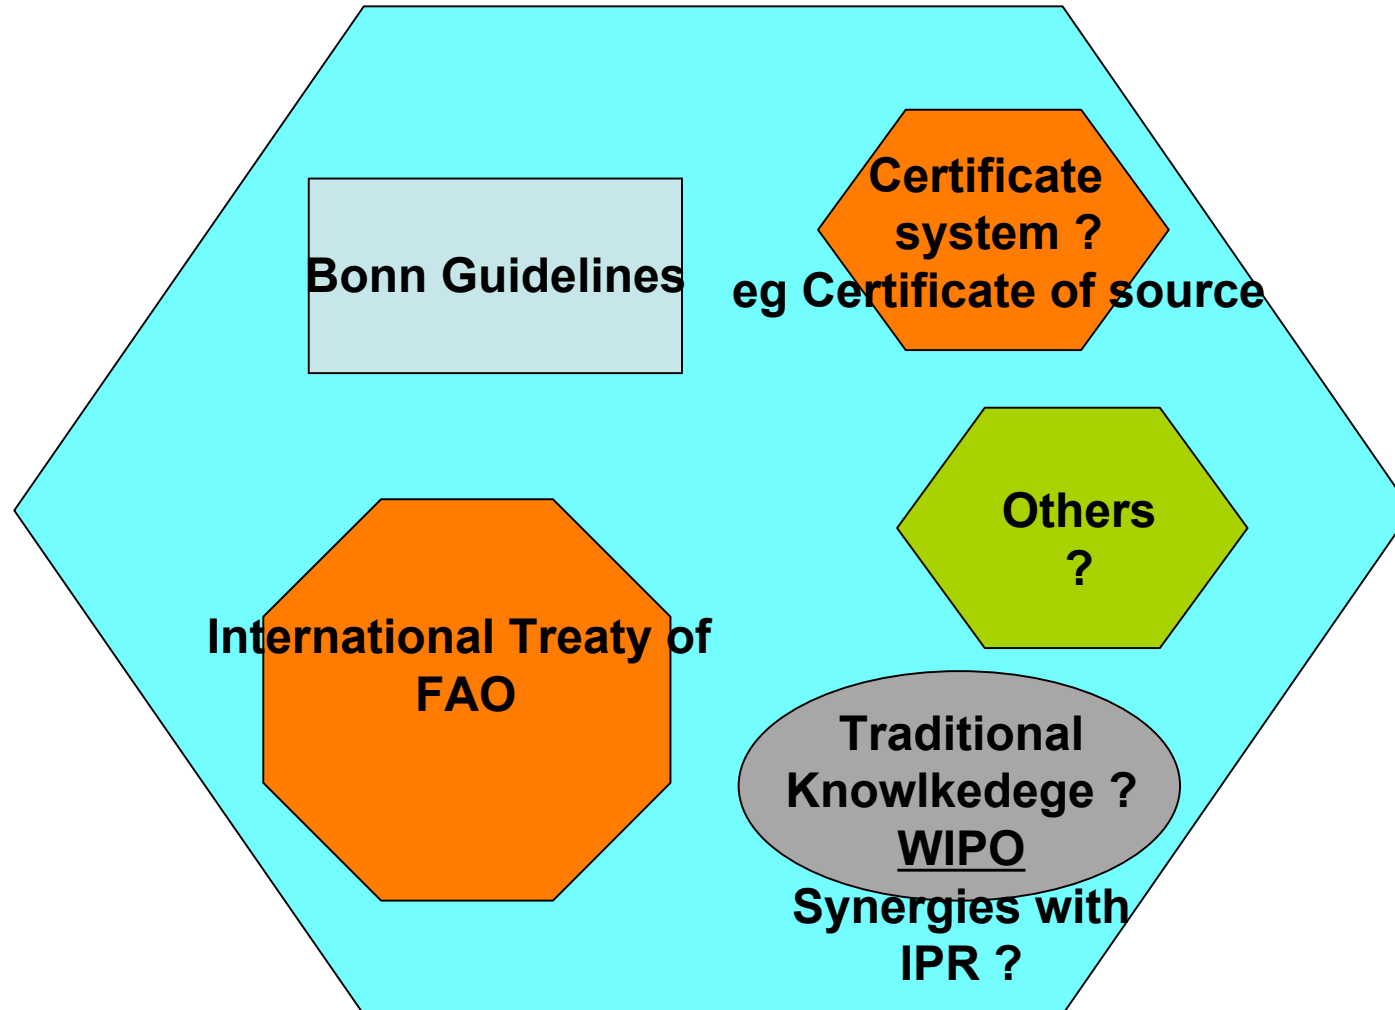 Bonn Guidelines
Certificate
system ?
eg Certificate of source
Others
?
International Treaty of
FAO
Traditional
Knowlkedege ?
WIPO
Synergies with
IPR ?